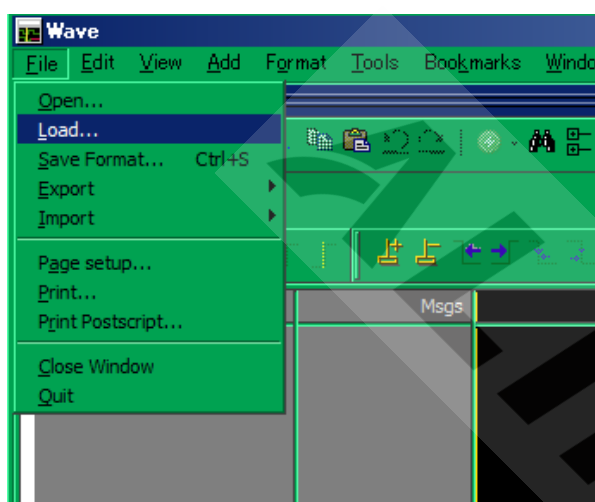 Wave
File Edit View Add Format Tools Bookmarks
Open...
Load...
Save Format... Ctrl+S
Export
Import
Page setup...
Print...
Print Postscript...
Close Window
Quit
Msgs